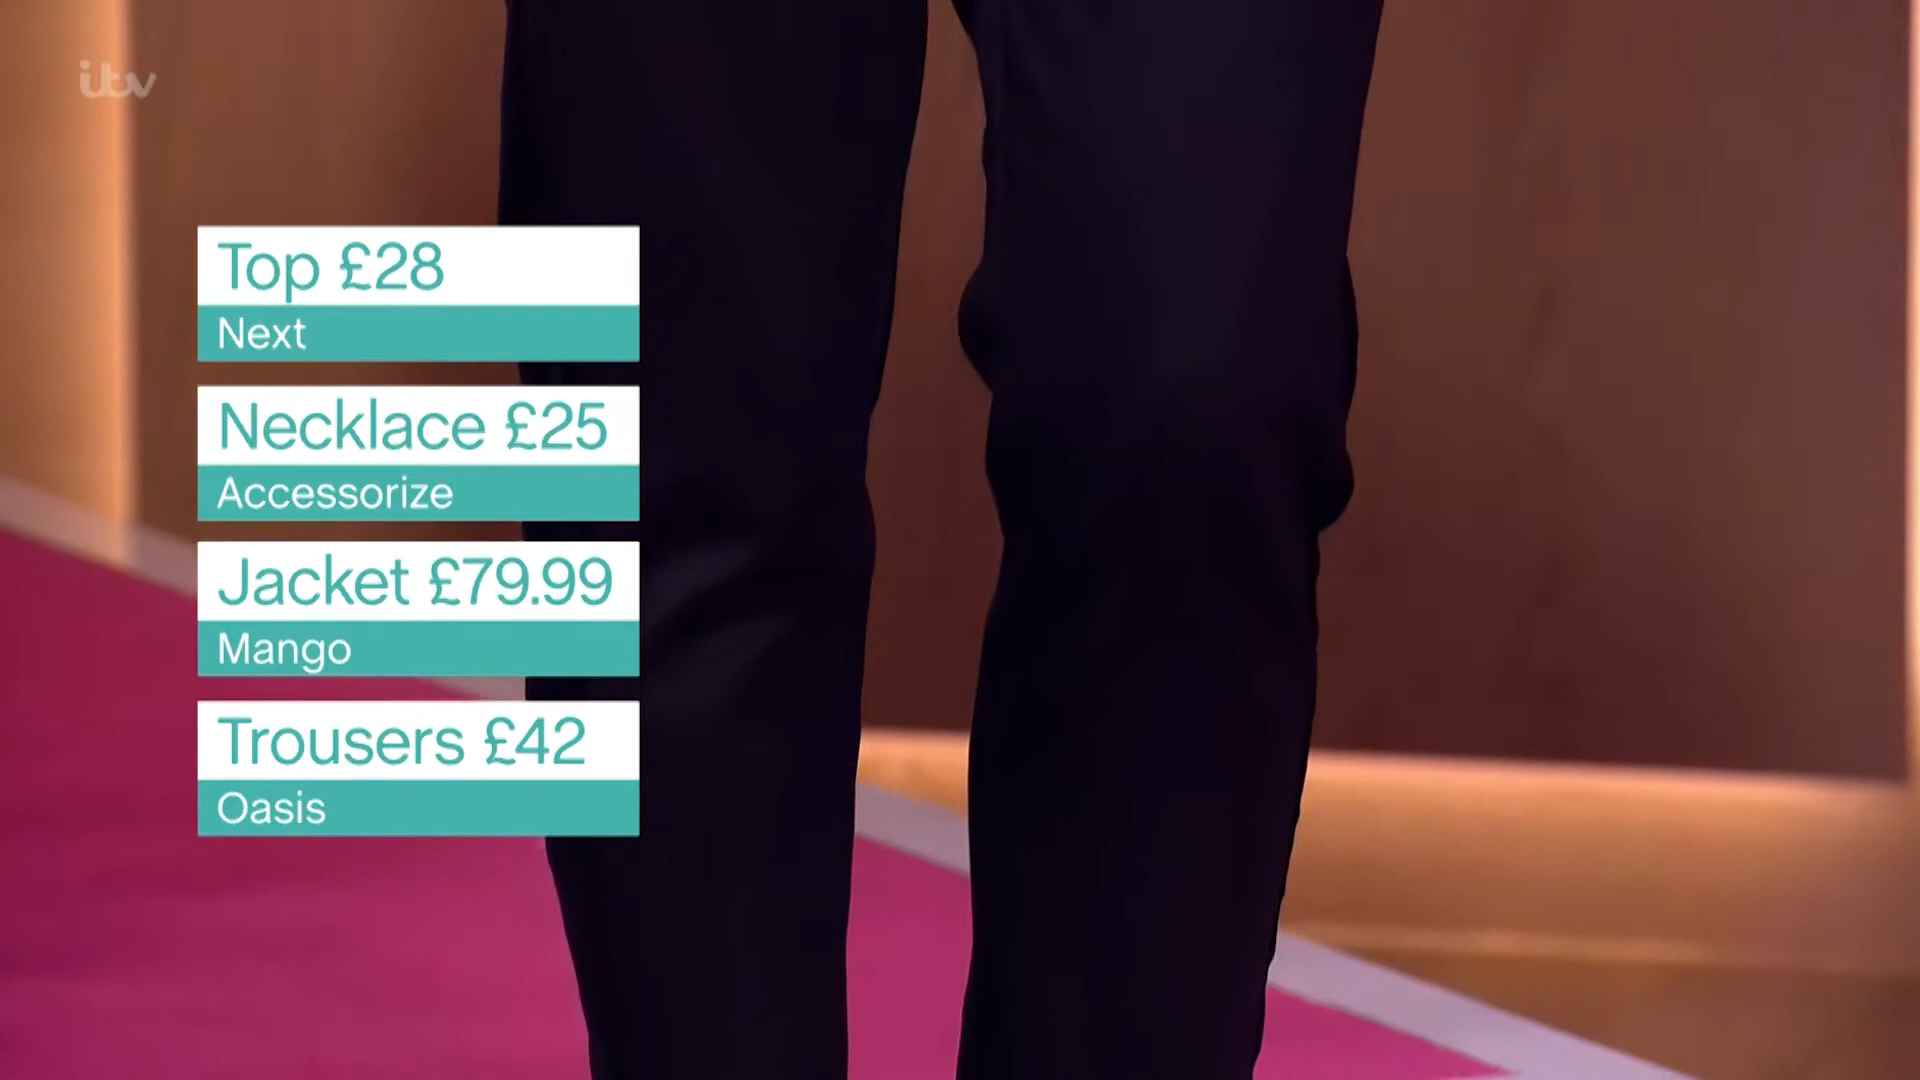 itv
Top £28
Next
Necklace £25
Accessorize
Jacket £79.99
Mango
Trousers £42
Oasis